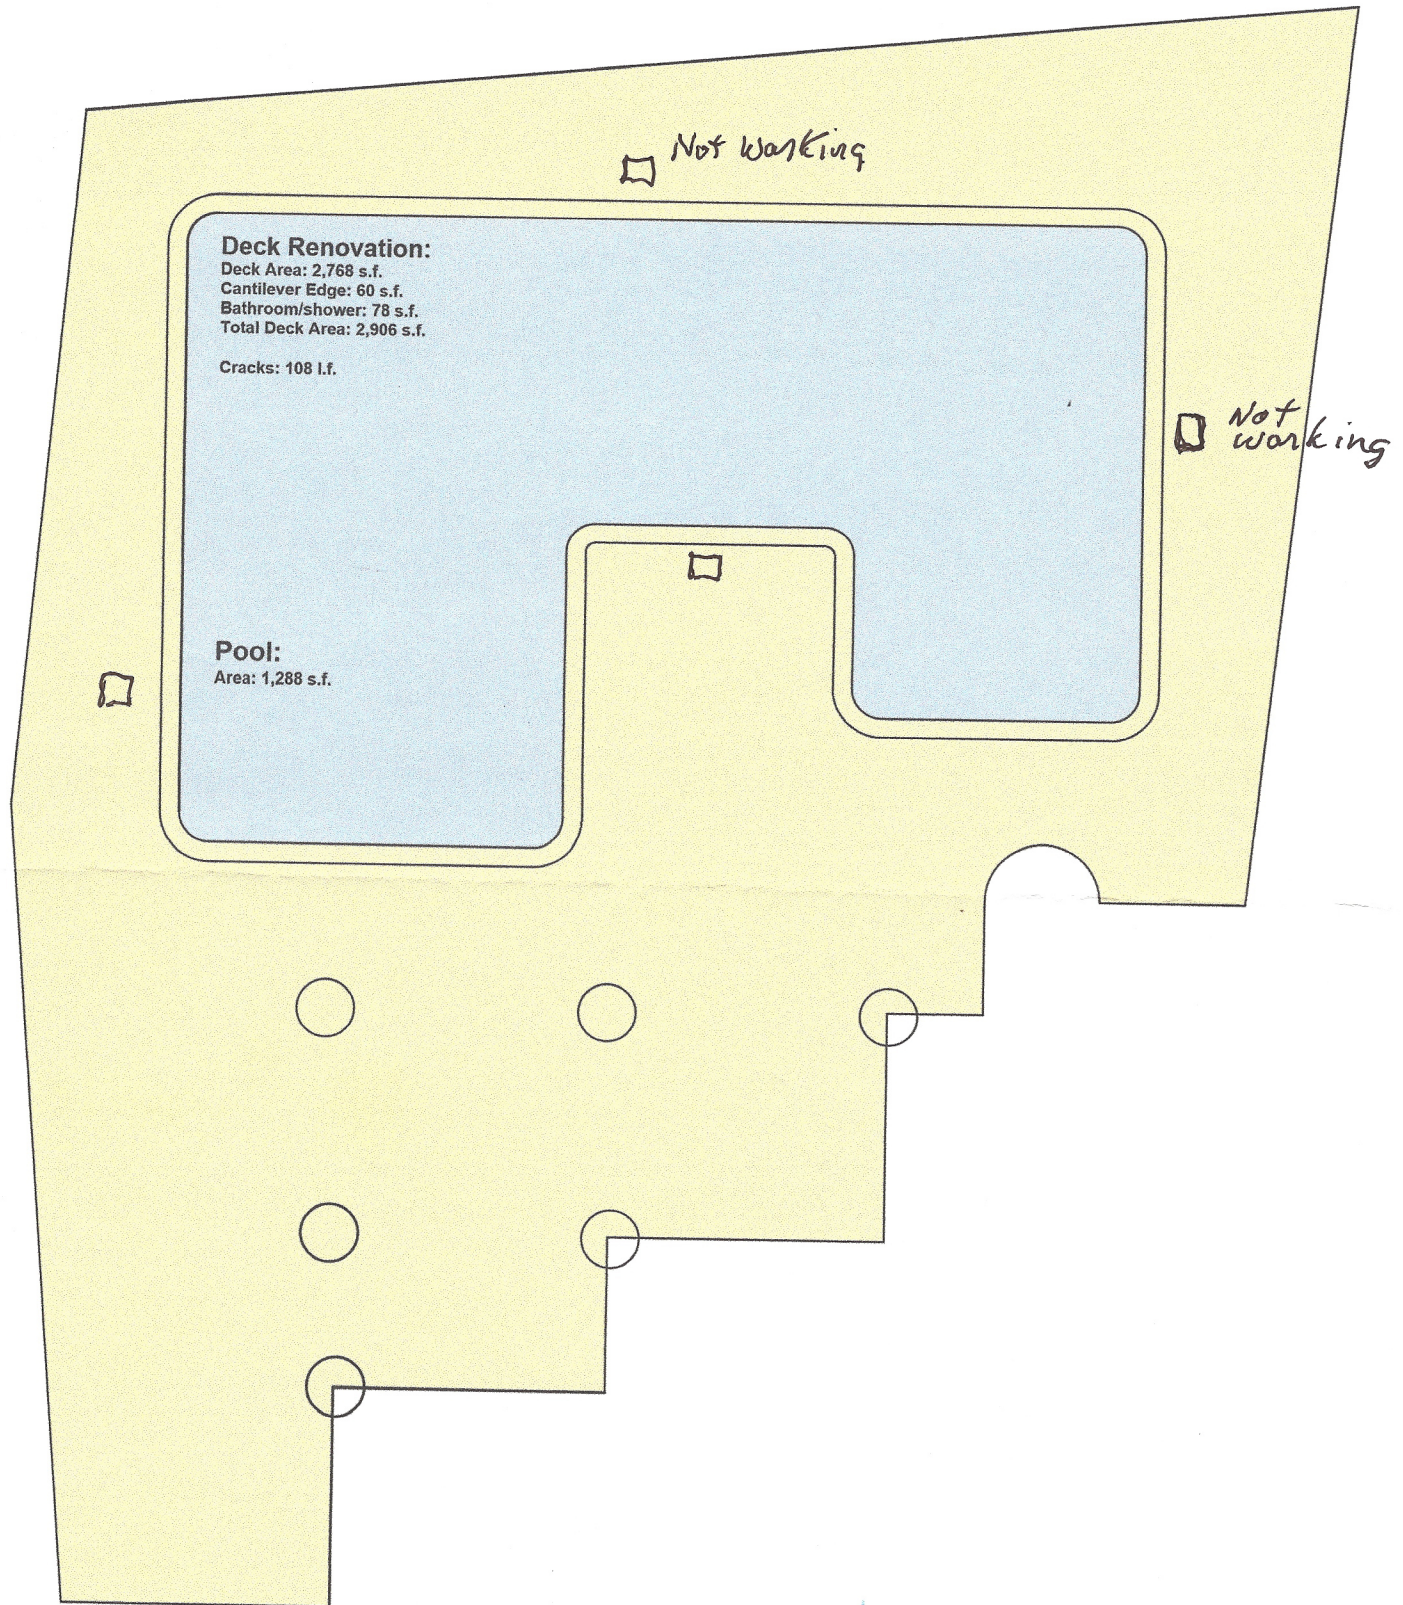 Not Working
Deck Renovation:
Deck Area: 2,768 s.f.
Cantilever Edge: 60 s.f.
Bathroom/shower: 78 s.f.
Total Deck Area: 2,906 s.f.
Cracks: 108 l.f.
Not
working
Pool:
Area: 1,288 s.f.